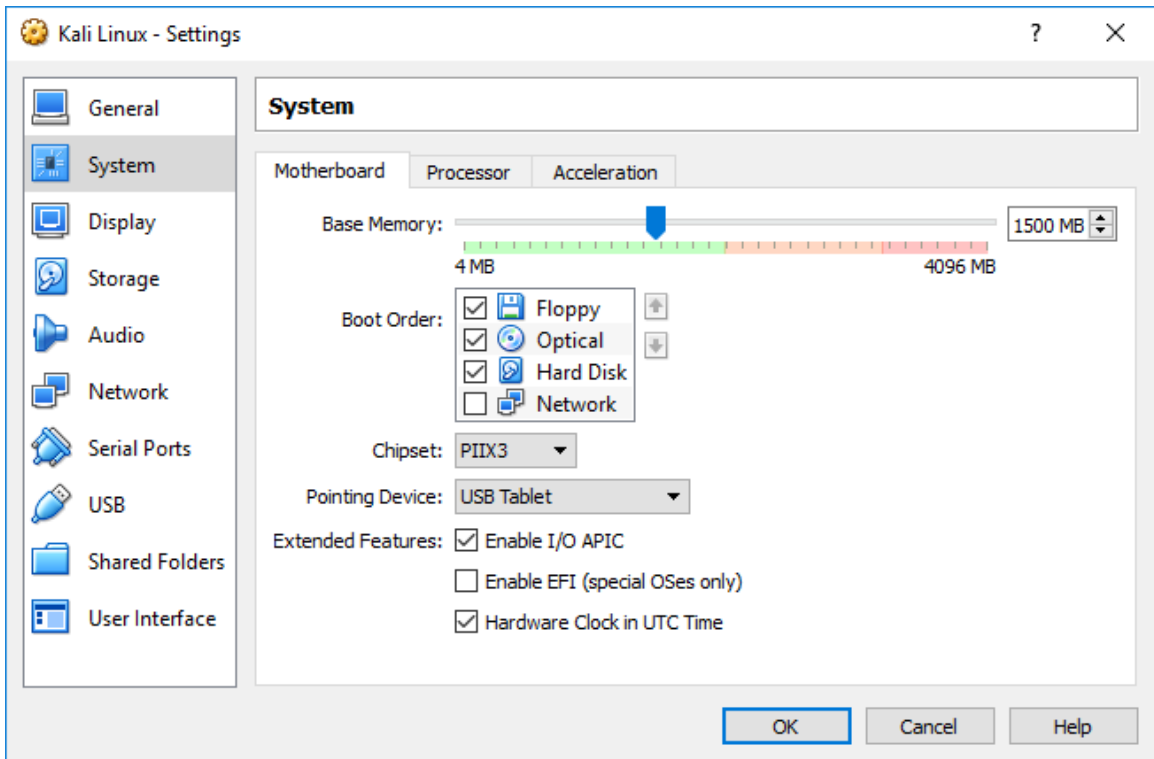 Kali Linux - Settings
?
General
System
Display
Storage
Audio
Network
Serial Ports
USB
Shared Folders
User Interface
System
Motherboard Processor Acceleration
Base Memory: 1500 MB
4 MB 4096 MB
Boot Order:
Floppy
Optical
Hard Disk
Network
Chipset: PIIX3
Pointing Device: USB Tablet
Extended Features: Enable I/O APIC
Enable EFI (special OSes only)
Hardware Clock in UTC Time
OK Cancel Help